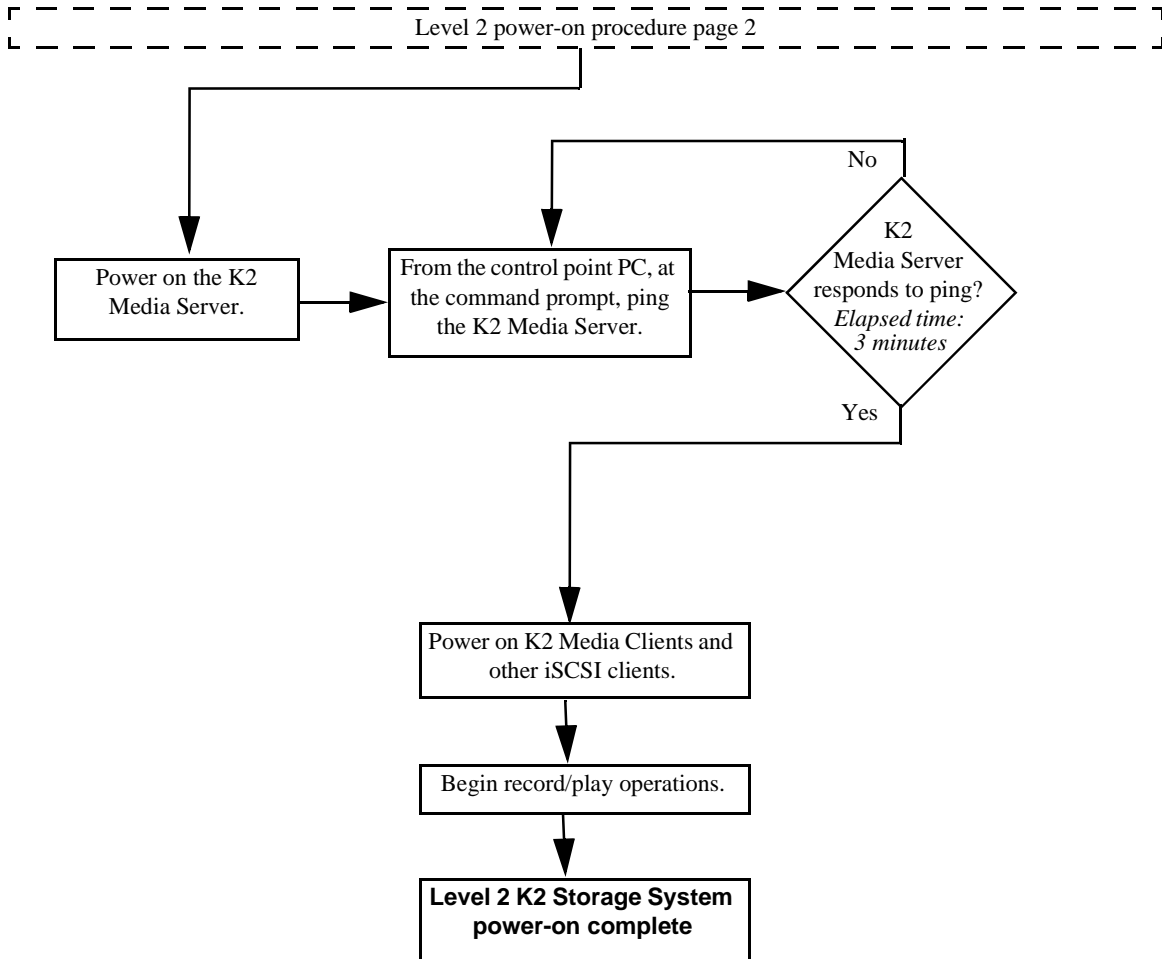 Level 2 power-on procedure page 2
No
Power on the K2
Media Server.
From the control point PC, at
the command prompt, ping
the K2 Media Server.
K2
Media Server
responds to ping?
Elapsed time:
3 minutes
Yes
Power on K2 Media Clients and
other iSCSI clients.
Begin record/play operations.
Level 2 K2 Storage System
power-on complete